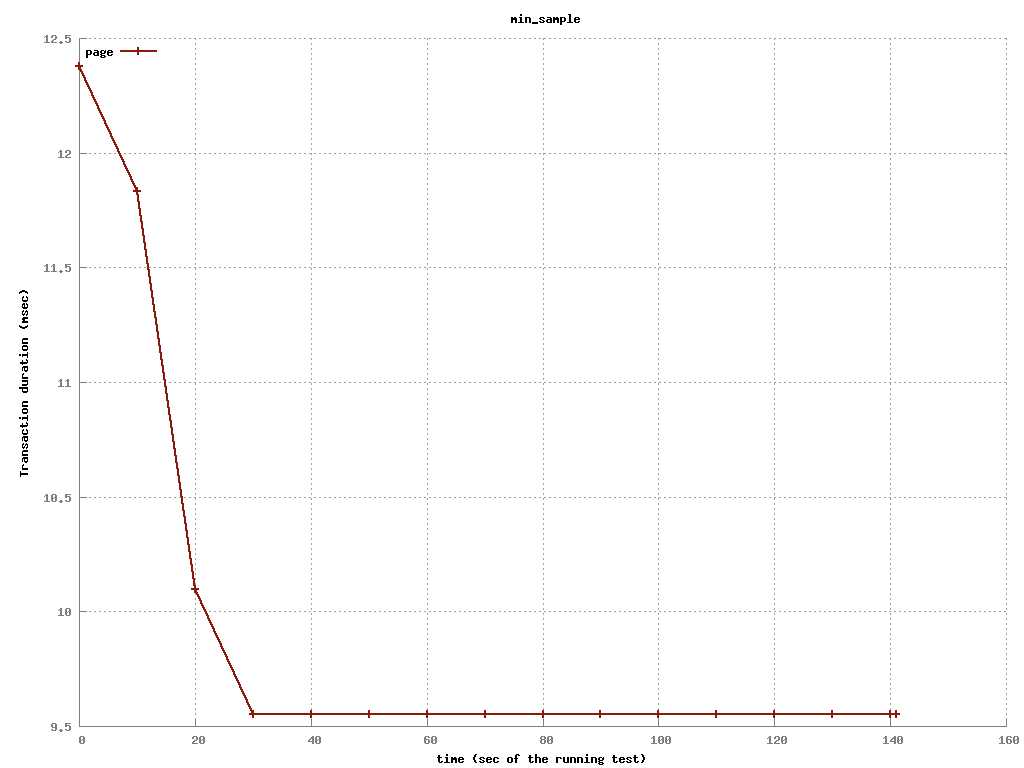 min_sample
12.5
page
12
11.5
11
10.5
10
9.5
Transaction duration (msec)
0 20 40 60 80 100 120 140 160
time (sec of the running test)